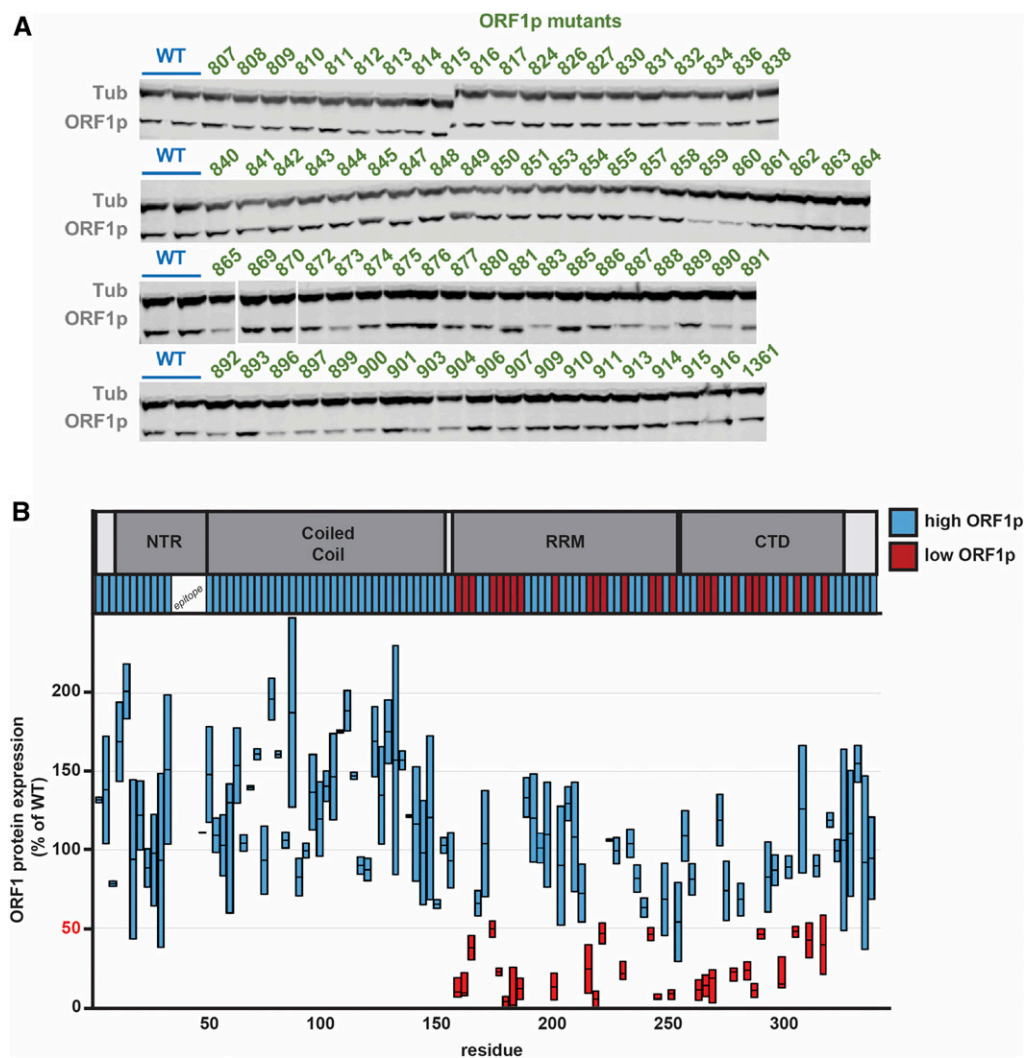 A
ORF1p mutants
WT 807 808 809 810 811 812 813 814 815 816 817 824 826 827 830 831 832 834 836 838
Tub
ORF1p
WT 840 841 842 843 844 845 847 848 849 850 851 853 854 855 857 858 859 860 861 862 863 864
Tub
ORF1p
WT 865 869 870 872 873 874 875 876 877 880 881 883 885 886 887 888 889 890 891
Tub
ORF1p
WT 892 893 896 897 899 900 901 903 904 906 907 909 910 911 913 914 915 916 1361
Tub
ORF1p
B
NTR
Coiled
Coil
RRM
CTD
high ORF1p
low ORF1p
epitope
ORF1 protein expression
(% of WT)
200
150
100
50
0
50 100 150 200 250 300
residue